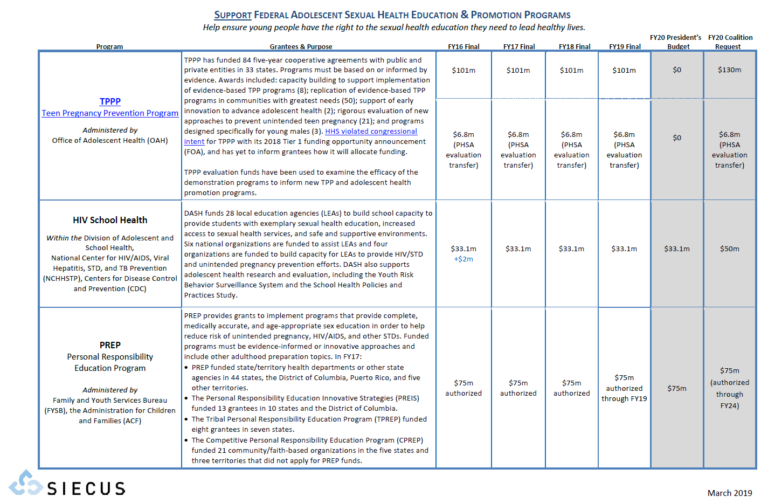 SUPPORT FEDERAL ADOLESCENT SEXUAL HEALTH EDUCATION & PROMOTION PROGRAMS
Help ensure young people have the right to the sexual health education they need to lead healthy lives.
Program
Grantees & Purpose
FY16 Final
FY17 Final
FY18 Final
FY19 Final
FY20 President's
Budget
FY20 Coalition
Request
TPPP
Teen Pregnancy Prevention Program
Administered by
Office of Adolescent Health (OAH)
TPPP has funded 84 five-year cooperative agreements with public and
private entities in 33 states. Programs must be based on or informed by
evidence. Awards included: capacity building to support implementation
of evidence-based TPP programs (8); replication of evidence-based TPP
programs in communities with greatest needs (50); support of early
innovation to advance adolescent health (2); rigorous evaluation of new
approaches to prevent unintended teen pregnancy (21); and programs
designed specifically for young males (3). HHS violated congressional
intent for TPPP with its 2018 Tier 1 funding opportunity announcement
(FOA), and has yet to inform grantees how it will allocate funding.
TPPP evaluation funds have been used to examine the efficacy of the
demonstration programs to inform new TPP and adolescent health
promotion programs.
$101m
$101m
$101m
$101m
$0
$130m
$6.8m
(PHSA
evaluation
transfer)
$6.8m
(PHSA
evaluation
transfer)
$6.8m
(PHSA
evaluation
transfer)
$6.8m
(PHSA
evaluation
transfer)
$0
$6.8m
(PHSA
evaluation
transfer)
HIV School Health
Within the Division of Adolescent and
School Health,
National Center for HIV/AIDS, Viral
Hepatitis, STD, and TB Prevention
(NCHHSTP), Centers for Disease Control
and Prevention (CDC)
DASH funds 28 local education agencies (LEAs) to build school capacity to
provide students with exemplary sexual health education, increased
access to sexual health services, and safe and supportive environments.
Six national organizations are funded to assist LEAs and four
organizations are funded to build capacity for LEAs to provide HIV/STD
and unintended pregnancy prevention efforts. DASH also supports
adolescent health research and evaluation, including the Youth Risk
Behavior Surveillance System and the School Health Policies and
Practices Study.
$33.1m
+$2m
$33.1m
$33.1m
$33.1m
$33.1m
$50m
PREP
Personal Responsibility
Education Program
Administered by
Family and Youth Services Bureau
(FYSB), the Administration for Children
and Families (ACF)
PREP provides grants to implement programs that provide complete,
medically accurate, and age-appropriate sex education in order to help
reduce risk of unintended pregnancy, HIV/AIDS, and other STDs. Funded
programs must be evidence-informed or innovative approaches and
include other adulthood preparation topics. In FY17:
• PREP funded state/territory health departments or other state
agencies in 44 states, the District of Columbia, Puerto Rico, and five
other territories.
• The Personal Responsibility Education Innovative Strategies (PREIS)
funded 13 grantees in 10 states and the District of Columbia.
• The Tribal Personal Responsibility Education Program (TPREP) funded
eight grantees in seven states.
• The Competitive Personal Responsibility Education Program (CPREP)
funded 21 community/faith-based organizations in the five states and
three territories that did not apply for PREP funds.
$75m
authorized
$75m
authorized
$75m
authorized
$75m
authorized
through FY19
$75m
$75m
(authorized
through
FY24)
SIECUS
March 2019